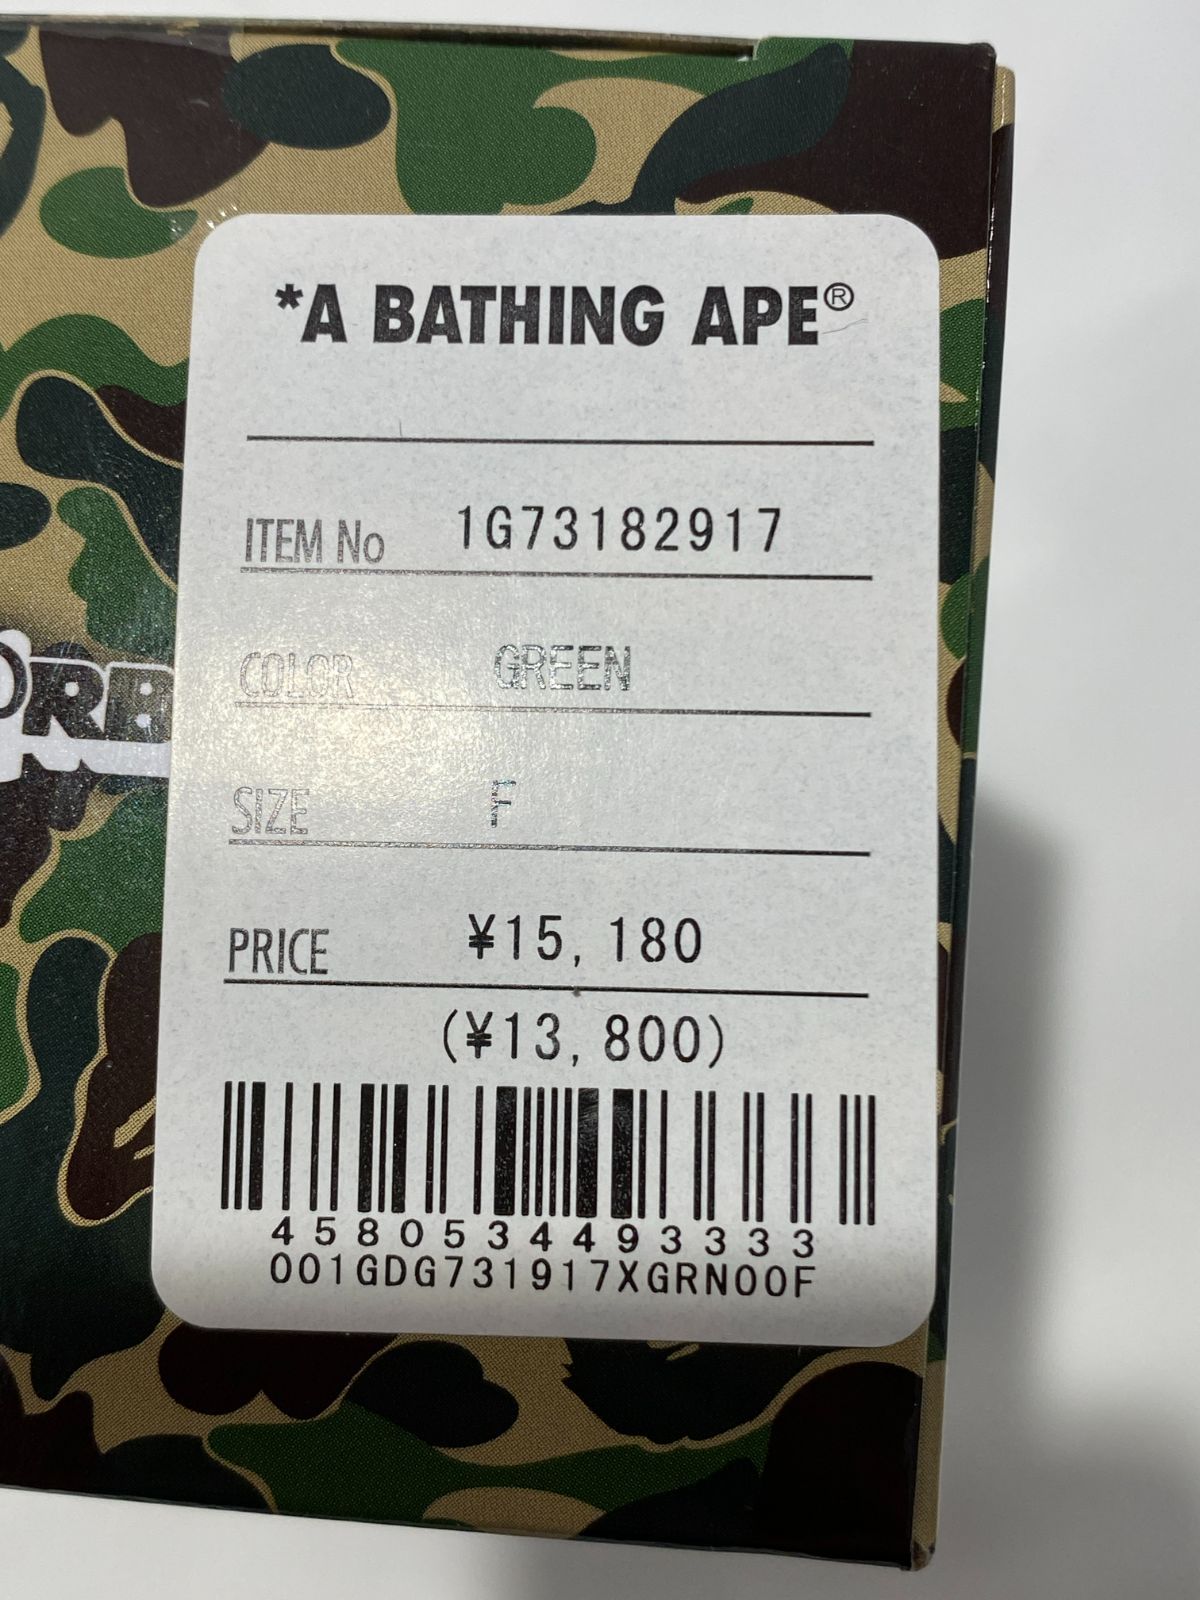 *A BATHING APE®
ITEM No 1G73182917
COLOR GREEN
SIZE F
PRICE ¥15,180
(¥13,800)
4580534493333
001GDG731917XGRN00F